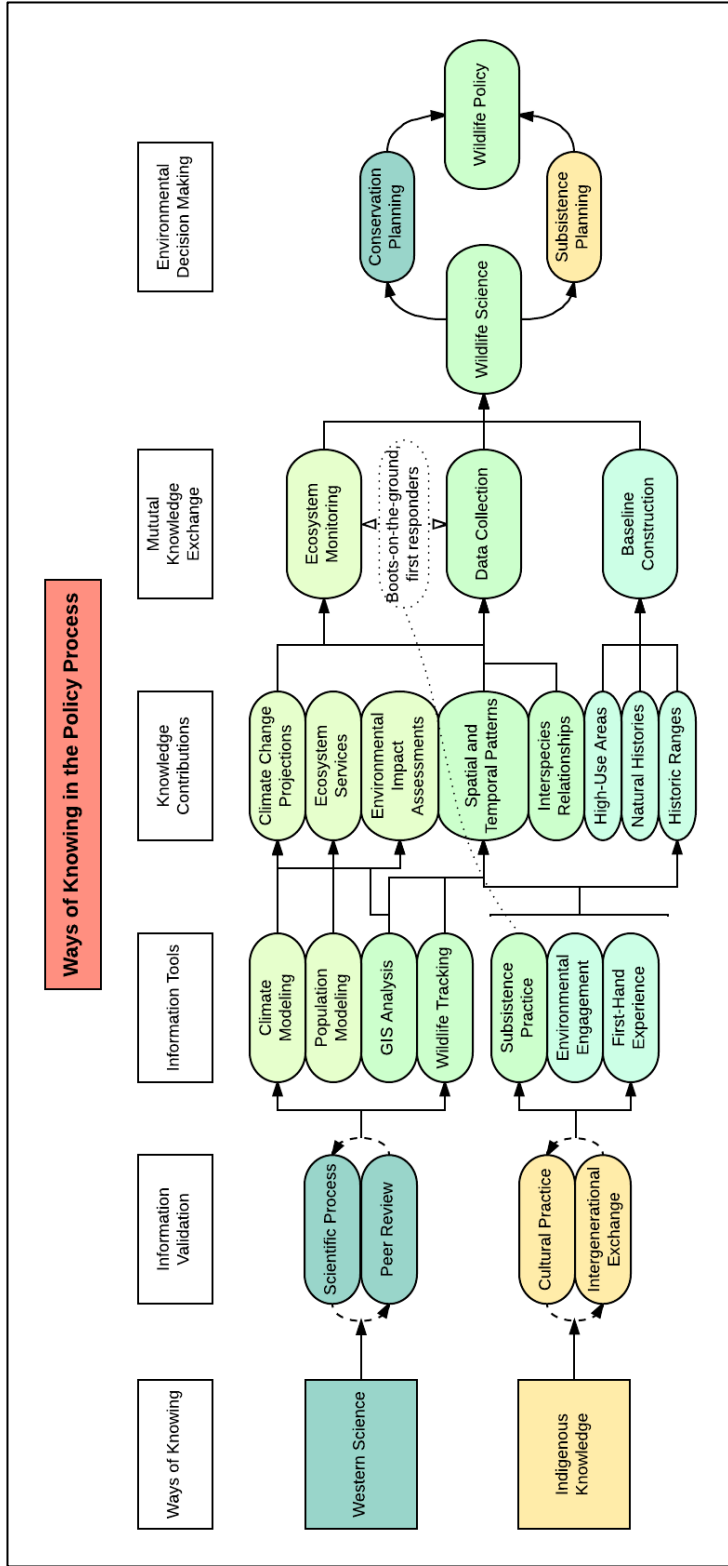 Ways of Knowing in the Policy Process
Ways of Knowing
Information
Validation
Information Tools
Knowledge
Contributions
Mututal
Knowledge
Exchange
Environmental
Decision Making
Western Science
Scientific Process
Peer Review
Climate
Modeling
Population
Modeling
GIS Analysis
Wildlife Tracking
Climate Change
Projections
Ecosystem
Services
Environmental
Impact
Assessments
Spatial and
Temporal Patterns
Interspecies
Relationships
High-Use Areas
Natural Histories
Historic Ranges
Ecosystem
Monitoring
Boots-on-the-ground,
first responders
Data Collection
Baseline
Construction
Wildlife Science
Conservation
Planning
Subsistence
Planning
Wildlife Policy
Indigenous
Knowledge
Cultural Practice
Intergenerational
Exchange
Subsistence
Practice
Environmental
Engagement
First-Hand
Experience